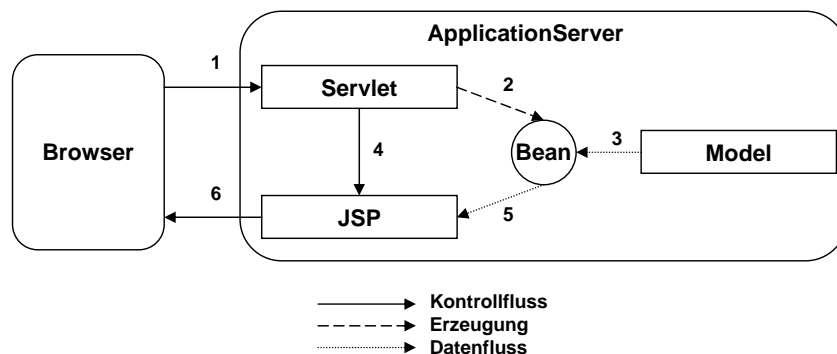 ApplicationServer
1
Servlet
2
Browser
4
Bean
3
Model
6
JSP
5
Kontrollfluss
Erzeugung
Datenfluss